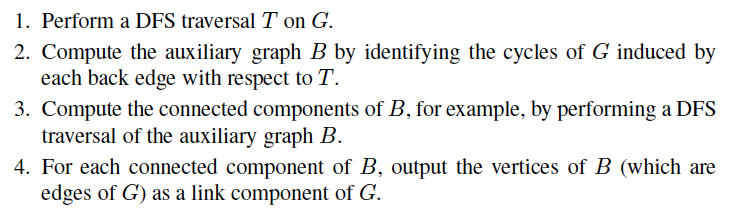 1. Perform a DFS traversal T on G.
2. Compute the auxiliary graph B by identifying the cycles of G induced by
each back edge with respect to T.
3. Compute the connected components of B, for example, by performing a DFS
traversal of the auxiliary graph B.
4. For each connected component of B, output the vertices of B (which are
edges of G) as a link component of G.